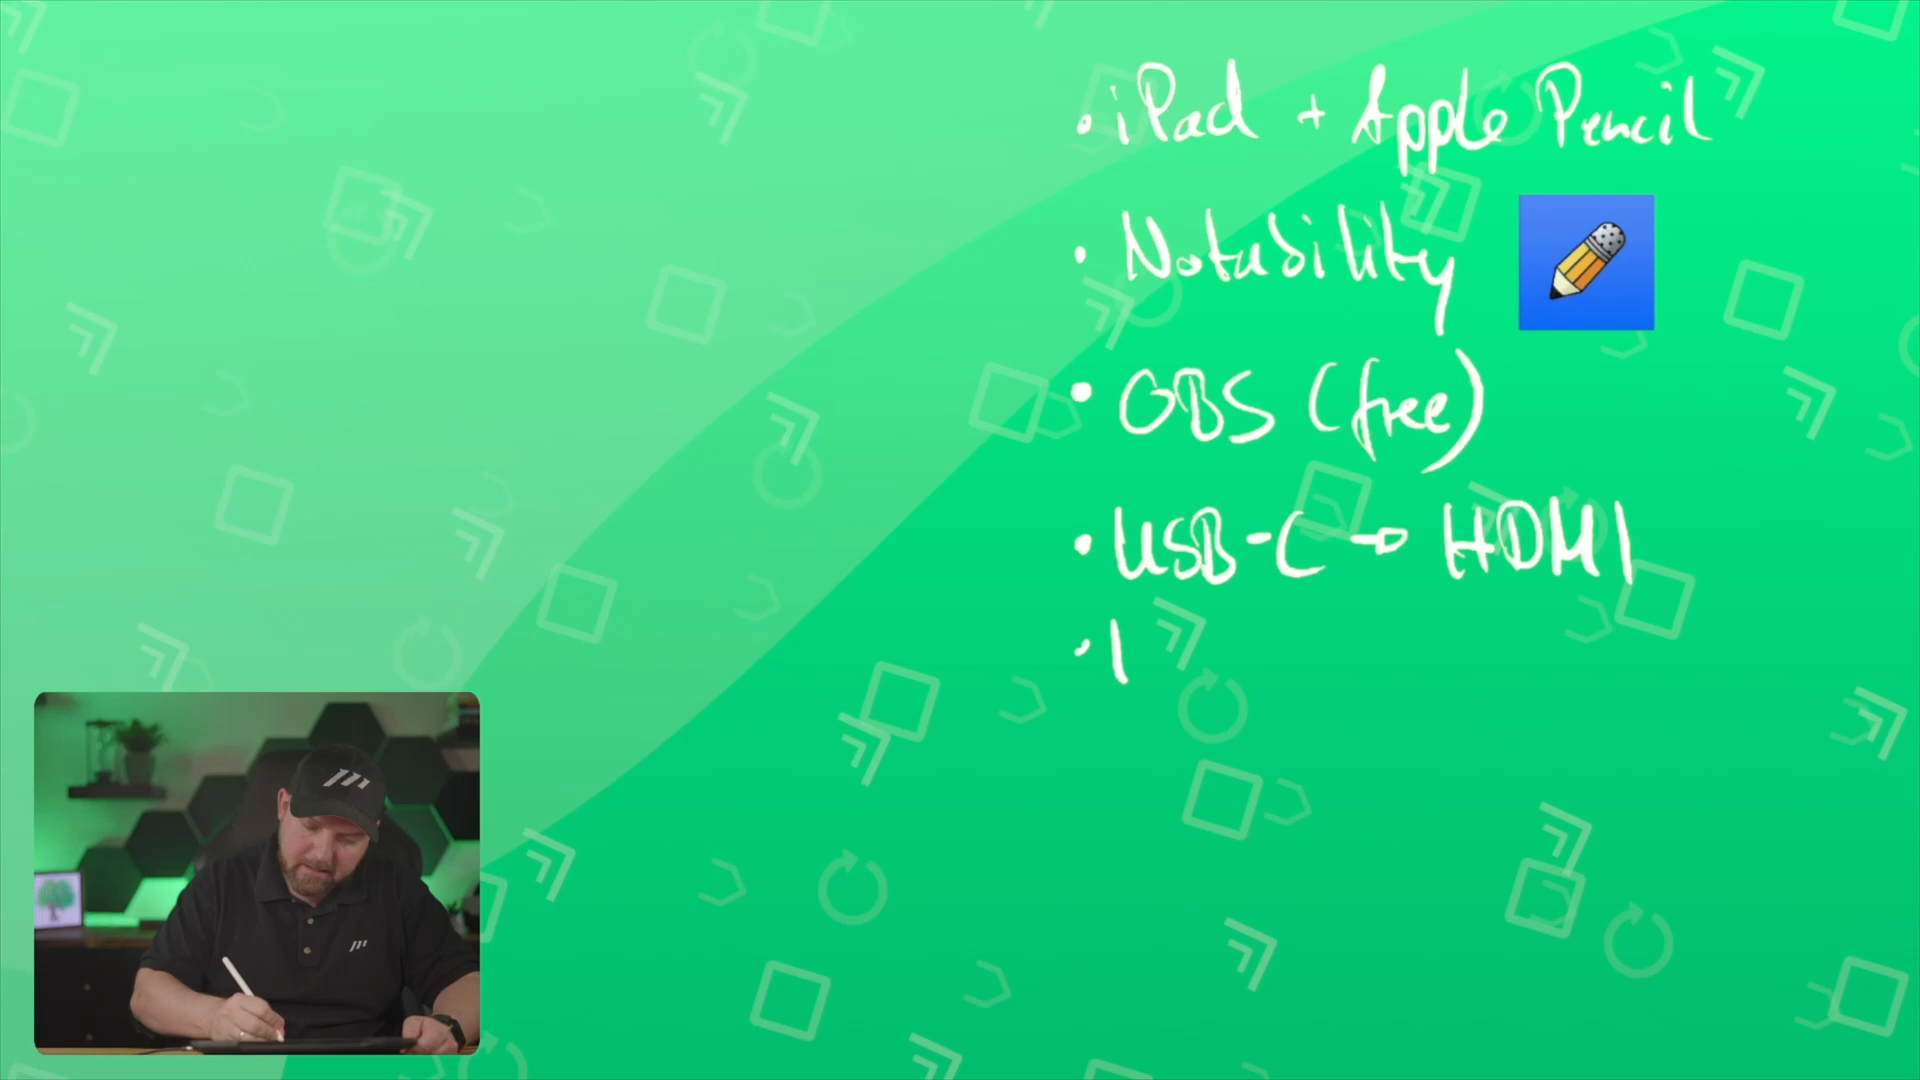 • iPad + Apple Pencil
• Notability
• OBS (free)
• USB-C → HDMI